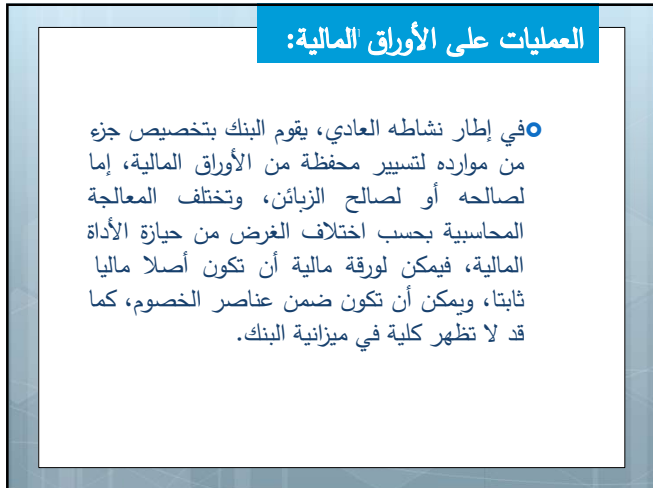 العمليات على الأوراق المالية:
في إطار نشاطه العادي، يقوم البنك بتخصيص جزء
من موارده لتسيير محفظة من الأوراق المالية، إما
لصالحه أو لصالح الزبائن، وتختلف المعالجة
المحاسبية بحسب اختلاف الغرض من حيازة الأداة
المالية، فيمكن لورقة مالية أن تكون أصلا ماليا
ثابتا، ويمكن أن تكون ضمن عناصر الخصوم، كما
قد لا تظهر كلية في ميزانية البنك.